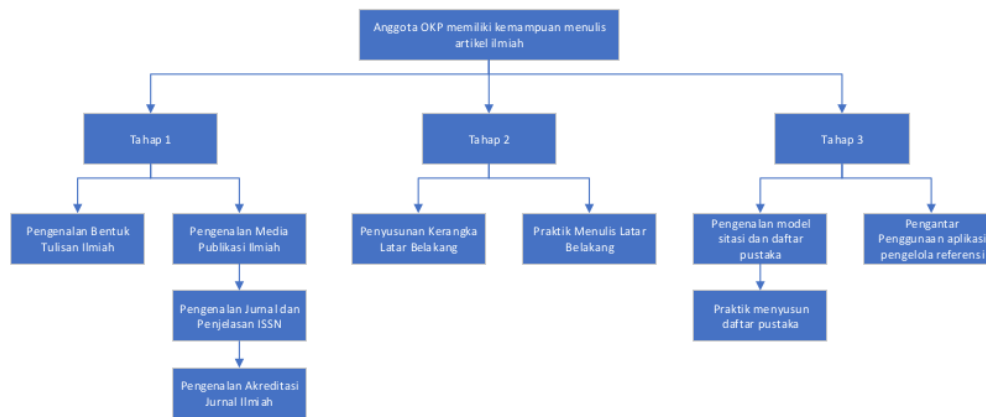 Anggota OKP memiliki kemampuan menulis
artikel ilmiah
Tahap 1
Tahap 2
Tahap 3
Pengenalan Bentuk
Tulisan Ilmiah
Pengenalan Media
Publikasi Ilmiah
Penyusunan Kerangka
Latar Belakang
Praktik Menulis Latar
Belakang
Pengenalan model
sitasi dan daftar
pustaka
Pengantar
Penggunaan aplikasi
pengelola referensi
Pengenalan Jurnal dan
Penjelasan ISSN
Praktik menyusun
daftar pustaka
Pengenalan Akreditasi
Jurnal Ilmiah